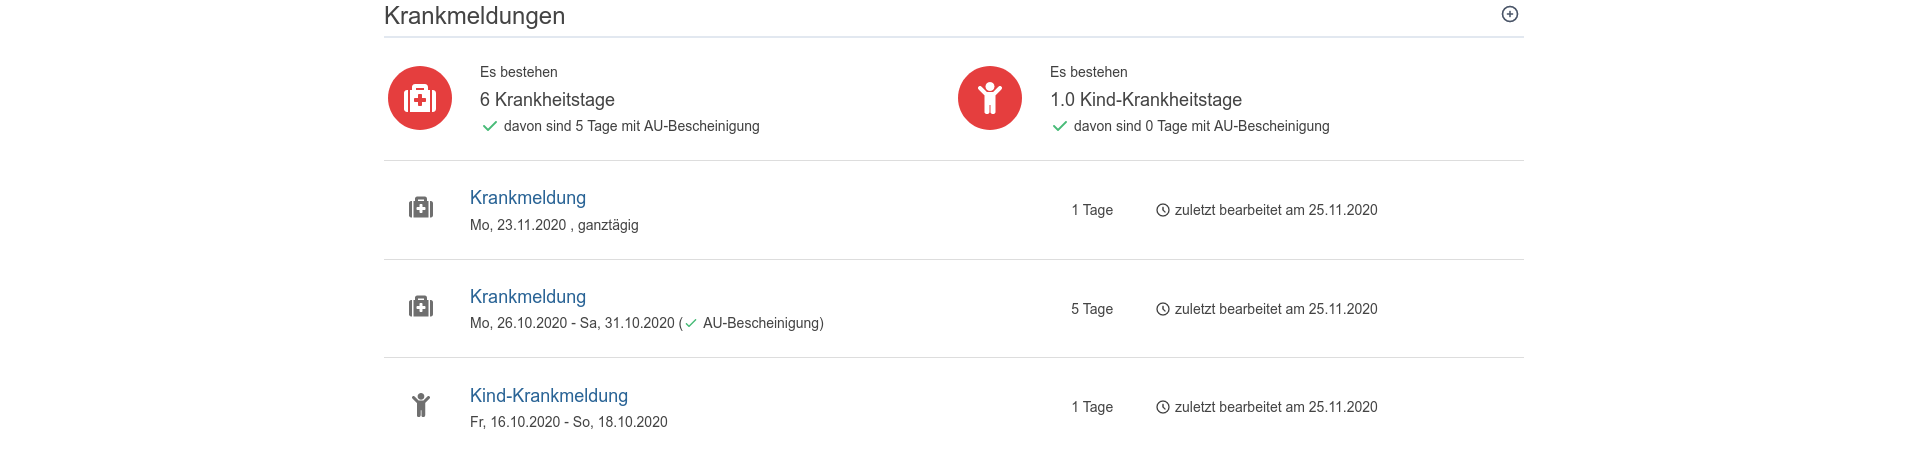 Krankmeldungen
Es bestehen
6 Krankheitstage
davon sind 5 Tage mit AU-Bescheinigung
Es bestehen
1.0 Kind-Krankheitstage
davon sind 0 Tage mit AU-Bescheinigung
Krankmeldung
Mo, 23.11.2020 , ganztägig
1 Tage
zuletzt bearbeitet am 25.11.2020
Krankmeldung
Mo, 26.10.2020 - Sa, 31.10.2020 (✓ AU-Bescheinigung)
5 Tage
zuletzt bearbeitet am 25.11.2020
Kind-Krankmeldung
Fr, 16.10.2020 - So, 18.10.2020
1 Tage
zuletzt bearbeitet am 25.11.2020